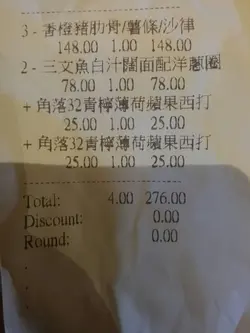 3 - 香橙豬肋骨/薯條/沙律
148.00 1.00 148.00
2 - 三文魚白汁闊面配洋蔥圈
78.00 1.00 78.00
+ 角落32青檸薄荷蘋果西打
25.00 1.00 25.00
+ 角落32青檸薄荷蘋果西打
25.00 1.00 25.00
Total: 4.00 276.00
Discount: 0.00
Round: 0.00